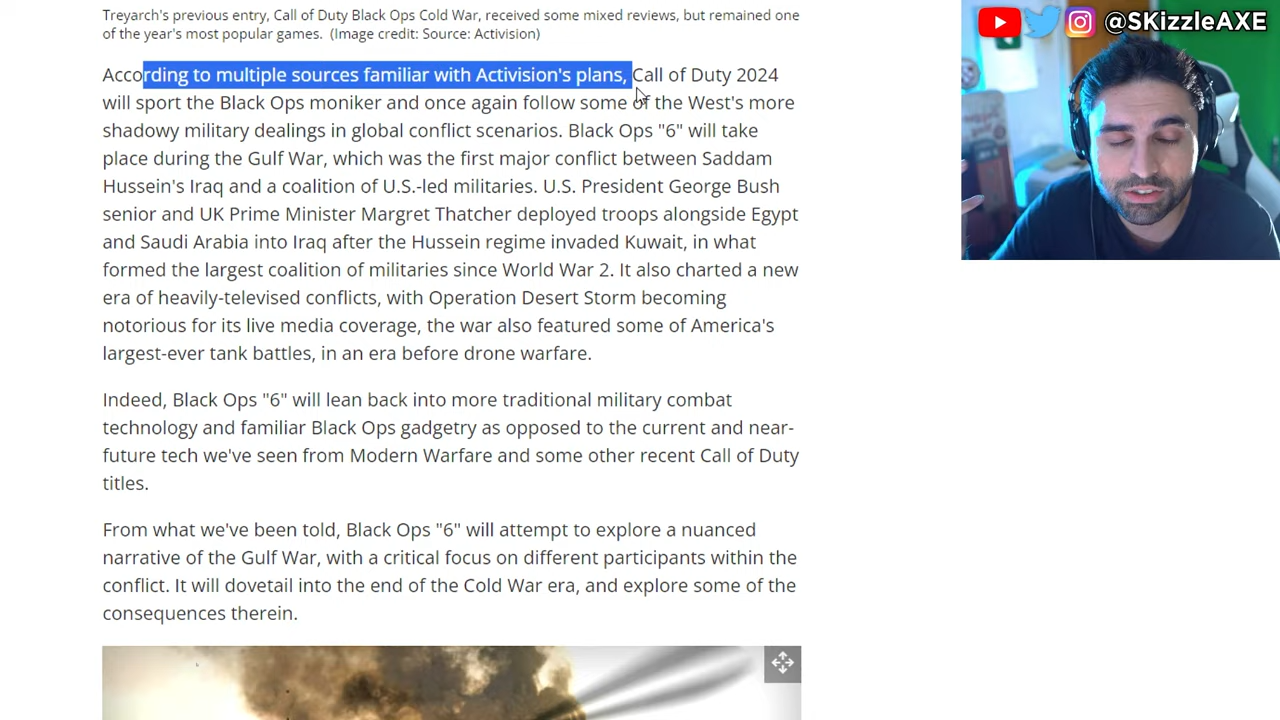 Treyarch's previous entry, Call of Duty Black Ops Cold War, received some mixed reviews, but remained one
of the year's most popular games. (Image credit: Source: Activision)
@SKizzleAXE
According to multiple sources familiar with Activision's plans, Call of Duty 2024
will sport the Black Ops moniker and once again follow some of the West's more
shadowy military dealings in global conflict scenarios. Black Ops "6" will take
place during the Gulf War, which was the first major conflict between Saddam
Hussein's Iraq and a coalition of U.S.-led militaries. U.S. President George Bush
senior and UK Prime Minister Margret Thatcher deployed troops alongside Egypt
and Saudi Arabia into Iraq after the Hussein regime invaded Kuwait, in what
formed the largest coalition of militaries since World War 2. It also charted a new
era of heavily-televised conflicts, with Operation Desert Storm becoming
notorious for its live media coverage, the war also featured some of America's
largest-ever tank battles, in an era before drone warfare.
Indeed, Black Ops "6" will lean back into more traditional military combat
technology and familiar Black Ops gadgetry as opposed to the current and near-
future tech we've seen from Modern Warfare and some other recent Call of Duty
titles.
From what we've been told, Black Ops "6" will attempt to explore a nuanced
narrative of the Gulf War, with a critical focus on different participants within the
conflict. It will dovetail into the end of the Cold War era, and explore some of the
consequences therein.